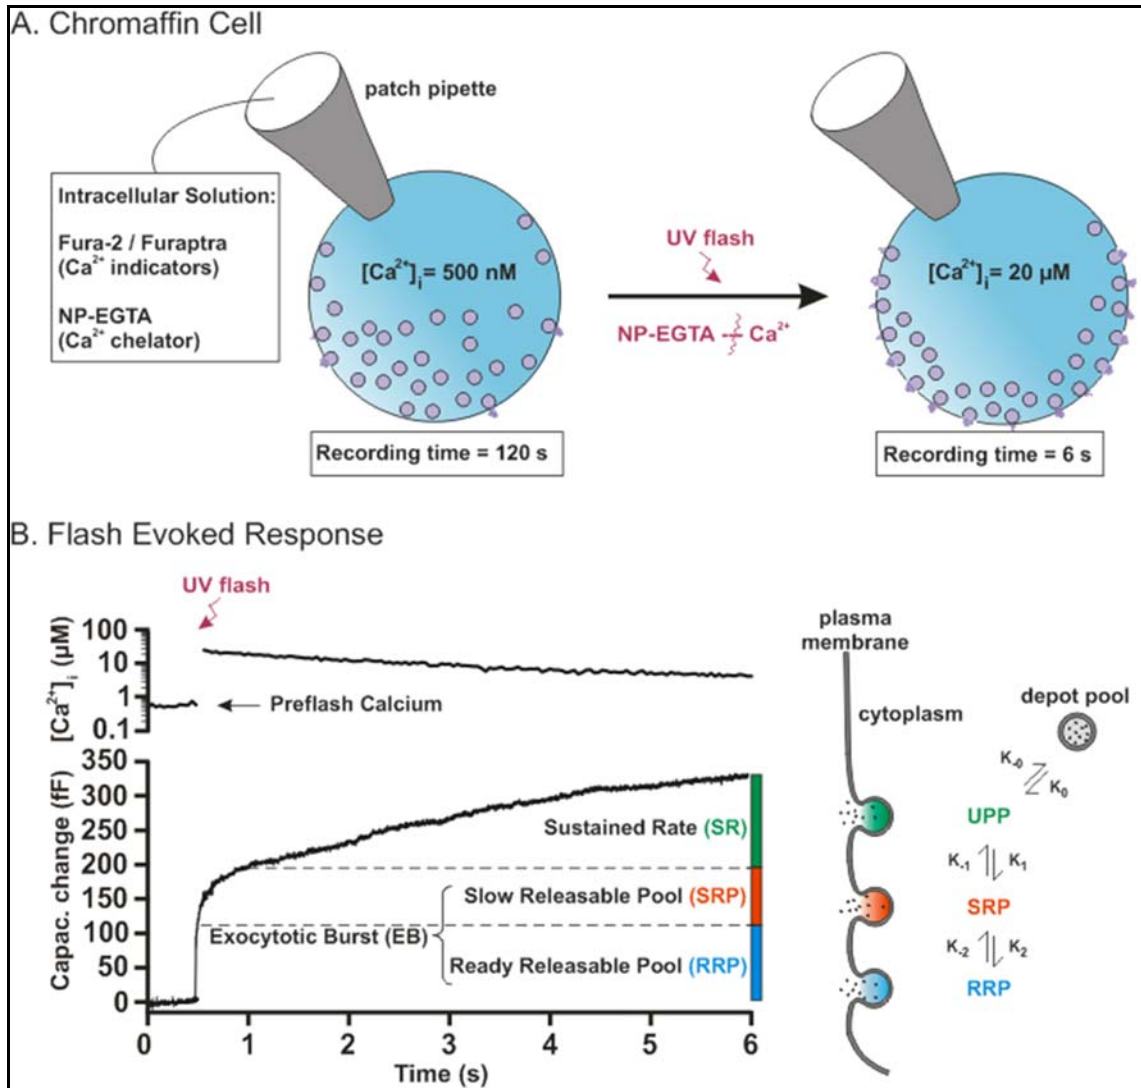 A. Chromaffin Cell
patch pipette
Intracellular Solution:
Fura-2 / Furaptra
(Ca²⁺ indicators)
NP-EGTA
(Ca²⁺ chelator)
[Ca²⁺]ᵢ= 500 nM
UV flash
NP-EGTA Ca²⁺
[Ca²⁺]ᵢ= 20 µM
Recording time = 120 s
Recording time = 6 s
B. Flash Evoked Response
UV flash
[Ca²⁺]ᵢ (µM)
100
10
1
0.1
Preflash Calcium
Capac. change (fF)
350
300
250
200
150
100
50
0
Sustained Rate (SR)
Slow Releasable Pool (SRP)
Exocytotic Burst (EB)
Ready Releasable Pool (RRP)
0 1 2 3 4 5 6
Time (s)
plasma
membrane
cytoplasm
depot pool
K₋₀
K₀
UPP
K₋₁ K₁
SRP
K₋₂ K₂
RRP